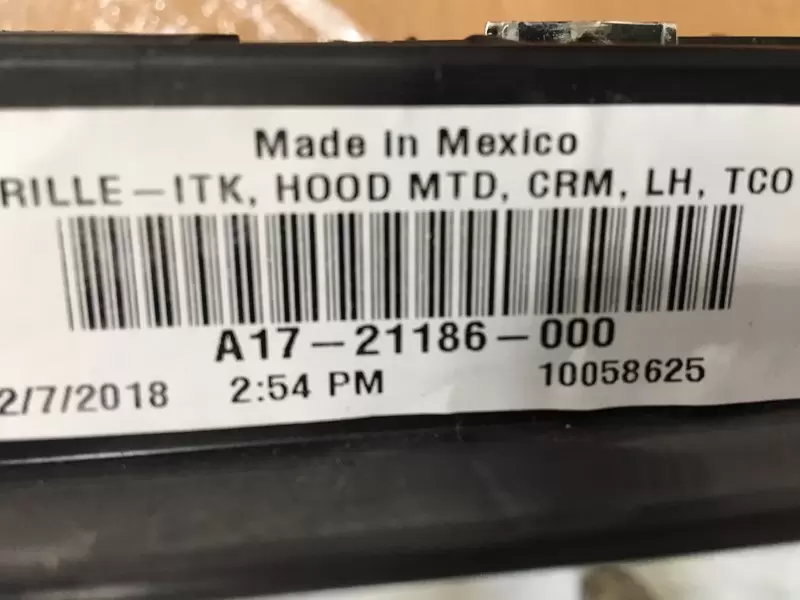 Made in Mexico
RILLE-ITK, HOOD MTD, CRM, LH, TCO
A17-21186-000
2/7/2018 2:54 PM 10058625